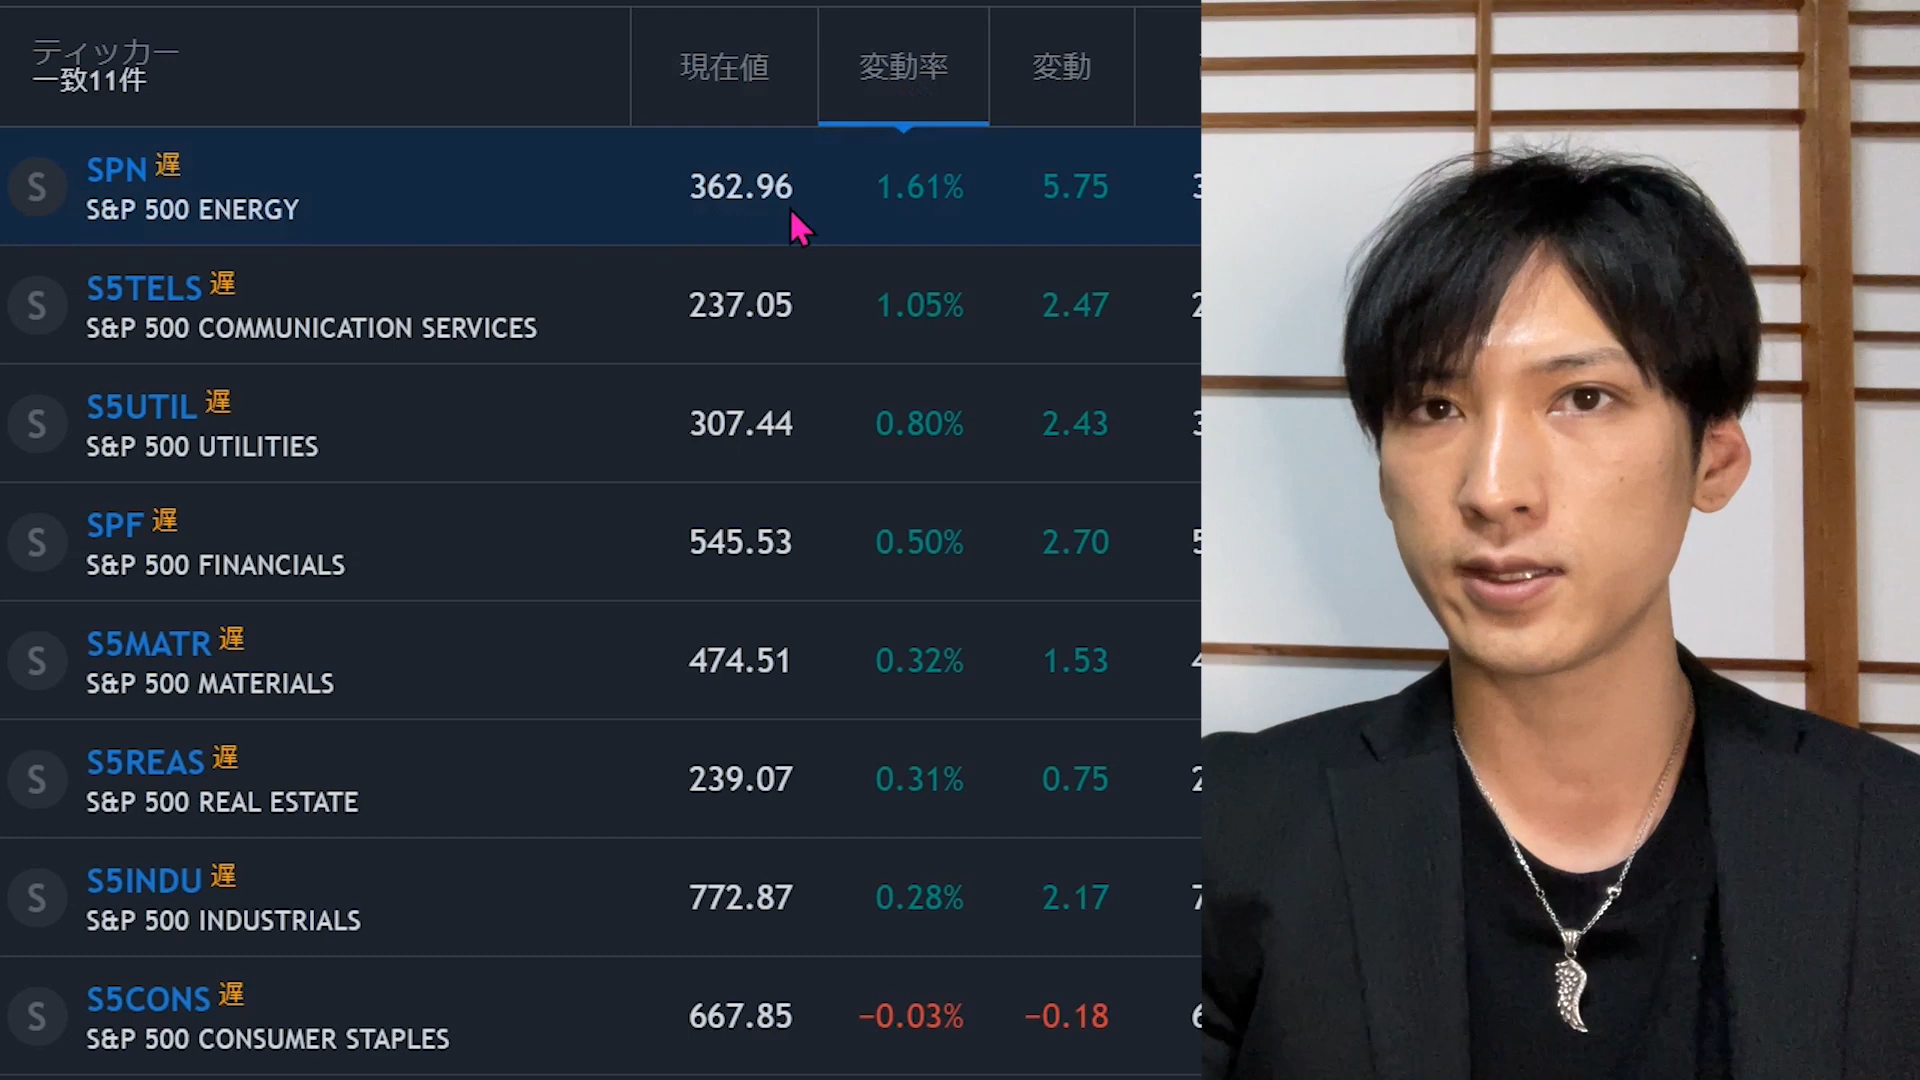 ティッカー
一致11件
現在値
変動率
変動
S
SPN 遅
S&P 500 ENERGY
362.96
1.61%
5.75
S
S5TELS 遅
S&P 500 COMMUNICATION SERVICES
237.05
1.05%
2.47
S
S5UTIL 遅
S&P 500 UTILITIES
307.44
0.80%
2.43
S
SPF 遅
S&P 500 FINANCIALS
545.53
0.50%
2.70
S
S5MATR 遅
S&P 500 MATERIALS
474.51
0.32%
1.53
S
S5REAS 遅
S&P 500 REAL ESTATE
239.07
0.31%
0.75
S
S5INDU 遅
S&P 500 INDUSTRIALS
772.87
0.28%
2.17
S
S5CONS 遅
S&P 500 CONSUMER STAPLES
667.85
−0.03%
−0.18